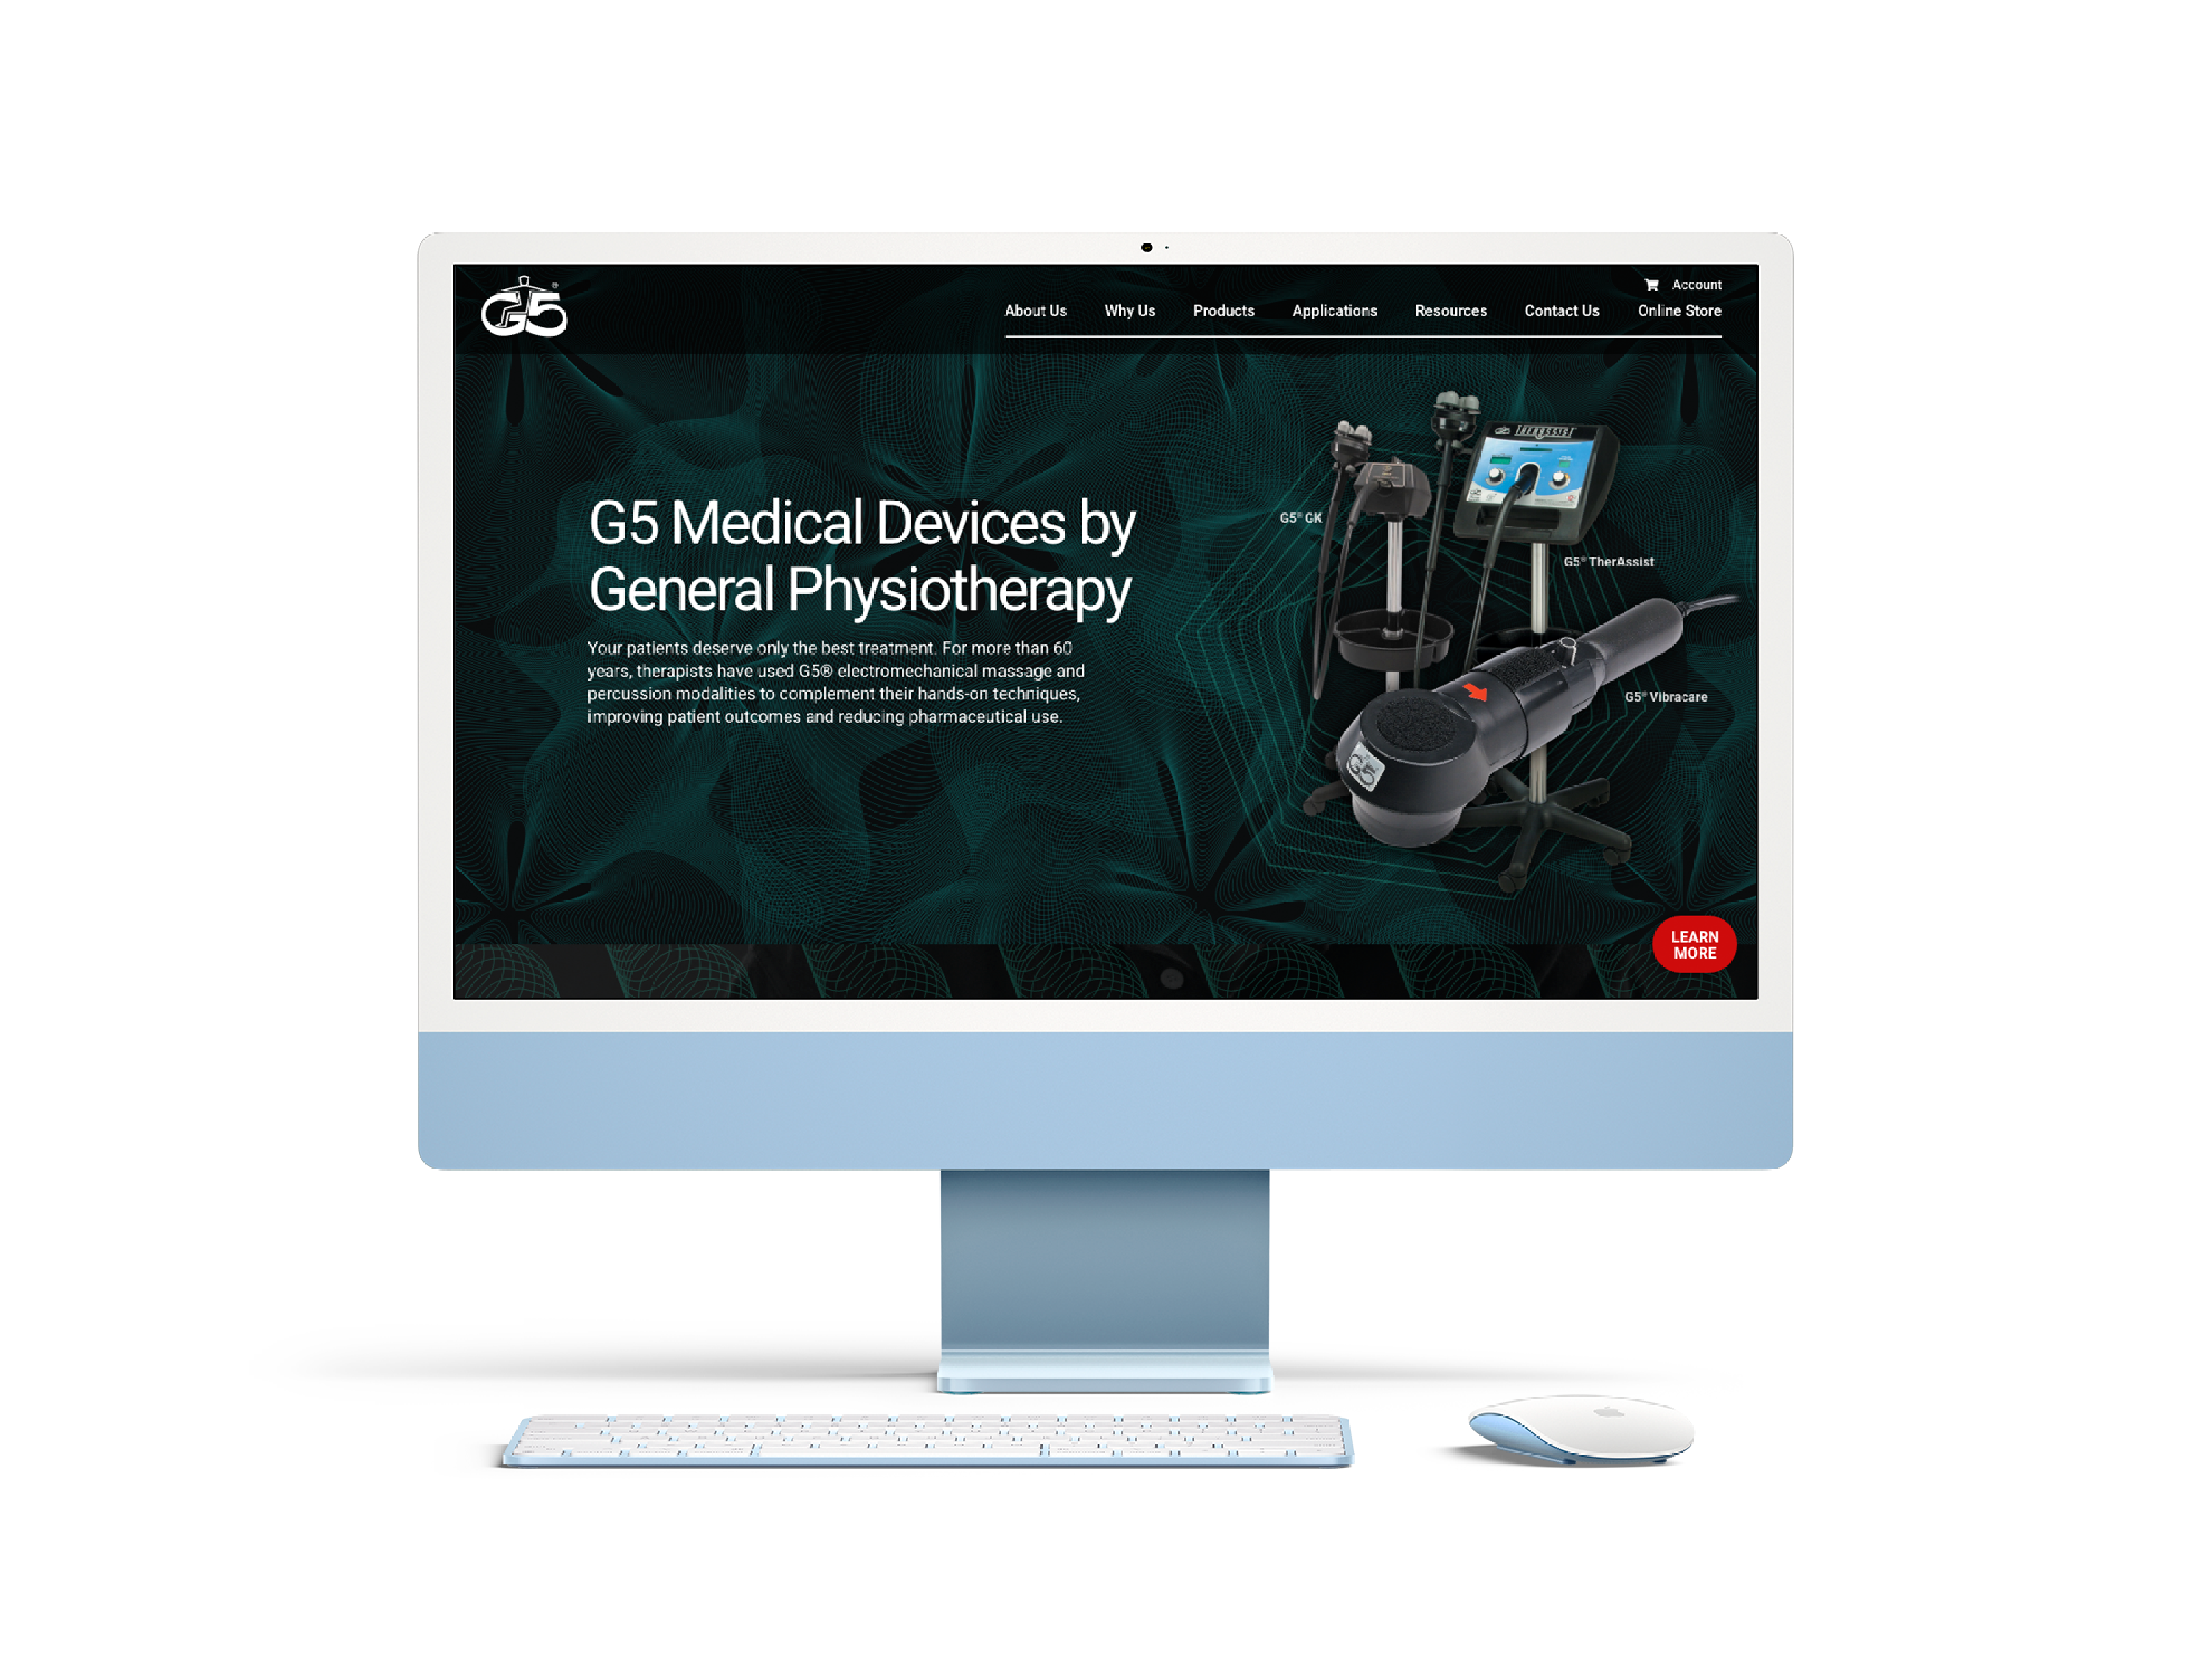 G5®
Account
About Us Why Us Products Applications Resources Contact Us Online Store
G5 Medical Devices by
General Physiotherapy
Your patients deserve only the best treatment. For more than 60
years, therapists have used G5® electromechanical massage and
percussion modalities to complement their hands-on techniques,
improving patient outcomes and reducing pharmaceutical use.
G5 THERASSIST
G5® GK
G5® TherAssist
G5® Vibracare
G5
LEARN
MORE